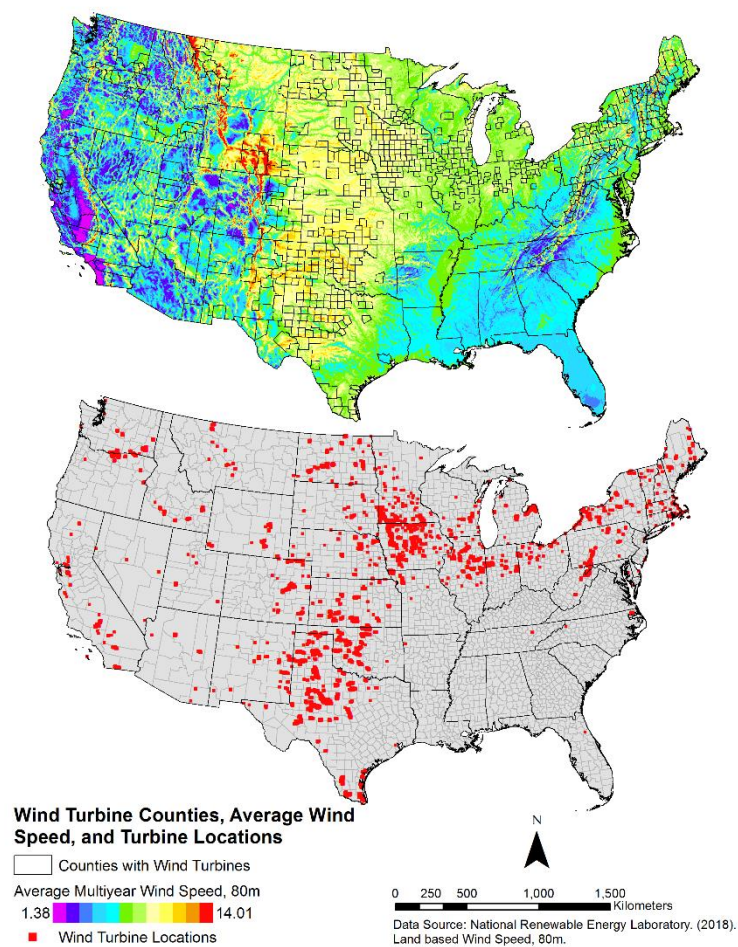 Wind Turbine Counties, Average Wind
Speed, and Turbine Locations
Counties with Wind Turbines
Average Multiyear Wind Speed, 80m
1.38 14.01
Wind Turbine Locations
N
0 250 500 1,000 1,500
Kilometers
Data Source: National Renewable Energy Laboratory. (2018).
Land based Wind Speed, 80m.